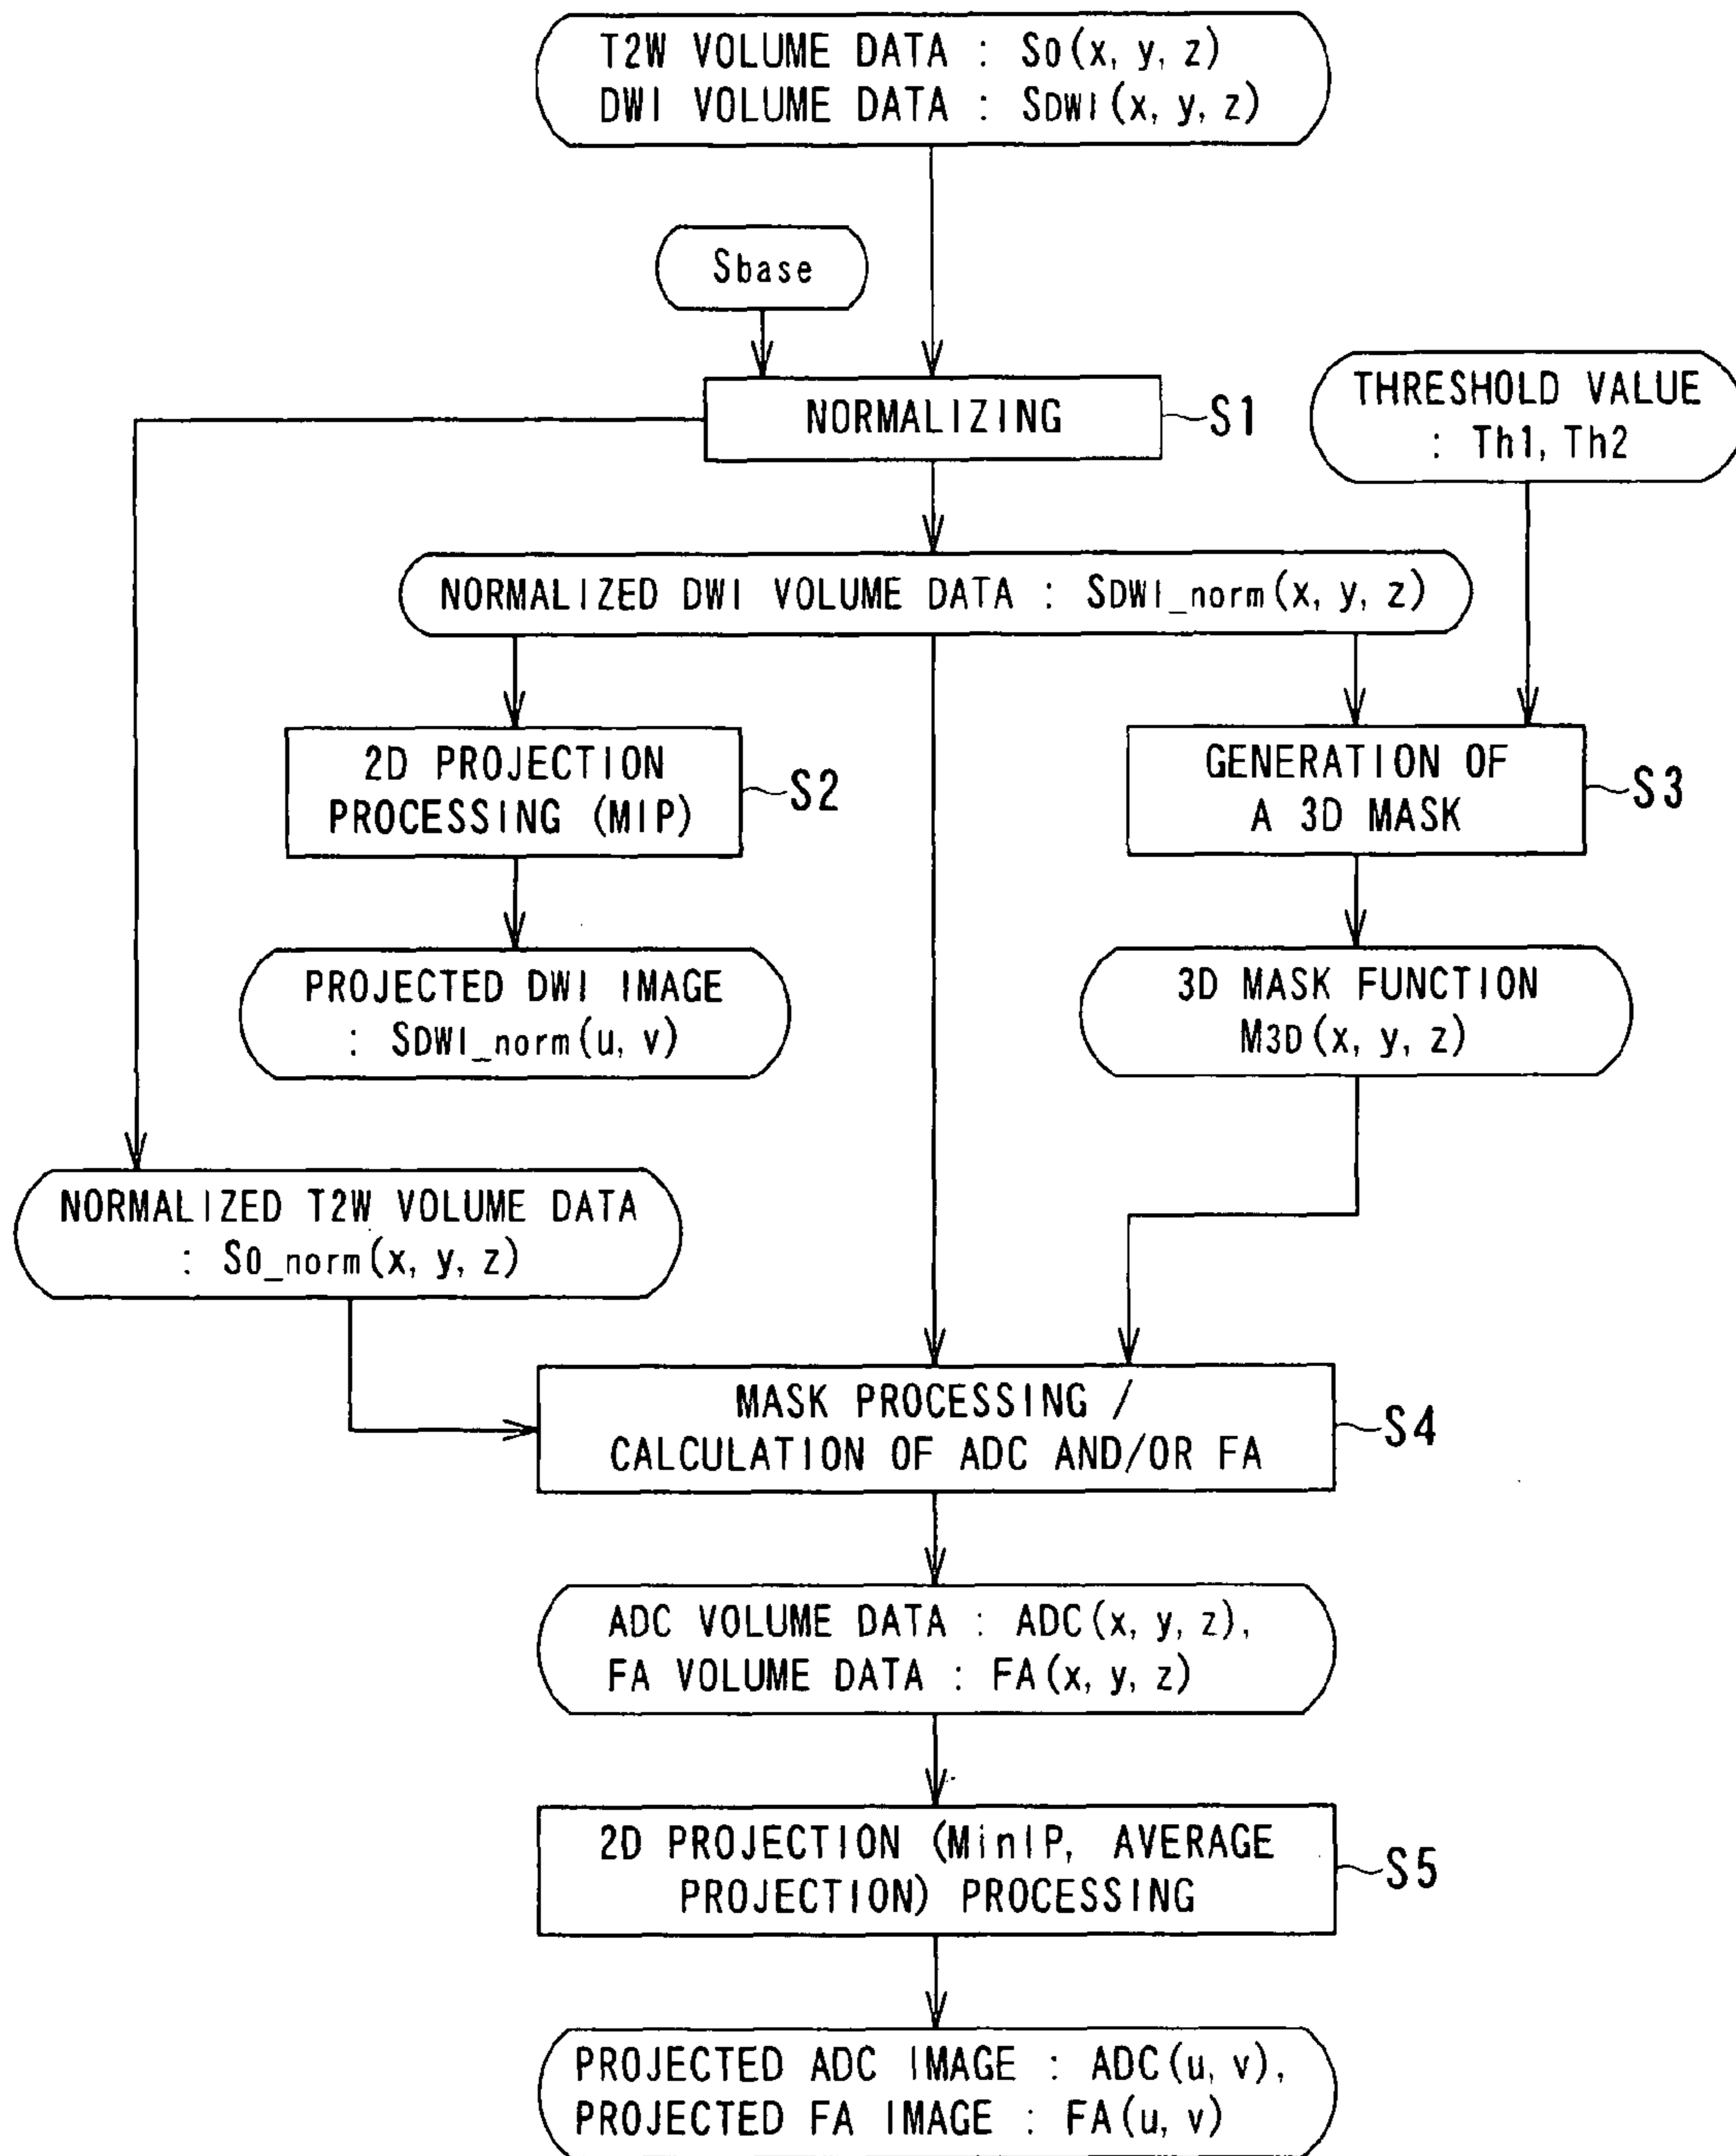 T2W VOLUME DATA : S0(x, y, z)
DWI VOLUME DATA : SDWI(x, y, z)
Sbase
NORMALIZING
S1
THRESHOLD VALUE
: Th1, Th2
NORMALIZED DWI VOLUME DATA : SDWI_norm(x, y, z)
2D PROJECTION
PROCESSING (MIP)
S2
GENERATION OF
A 3D MASK
S3
PROJECTED DWI IMAGE
: SDWI_norm(u, v)
3D MASK FUNCTION
M3D(x, y, z)
NORMALIZED T2W VOLUME DATA
: S0_norm(x, y, z)
MASK PROCESSING /
CALCULATION OF ADC AND/OR FA
S4
ADC VOLUME DATA : ADC(x, y, z),
FA VOLUME DATA : FA(x, y, z)
2D PROJECTION (MinIP, AVERAGE
PROJECTION) PROCESSING
S5
PROJECTED ADC IMAGE : ADC(u, v),
PROJECTED FA IMAGE : FA(u, v)